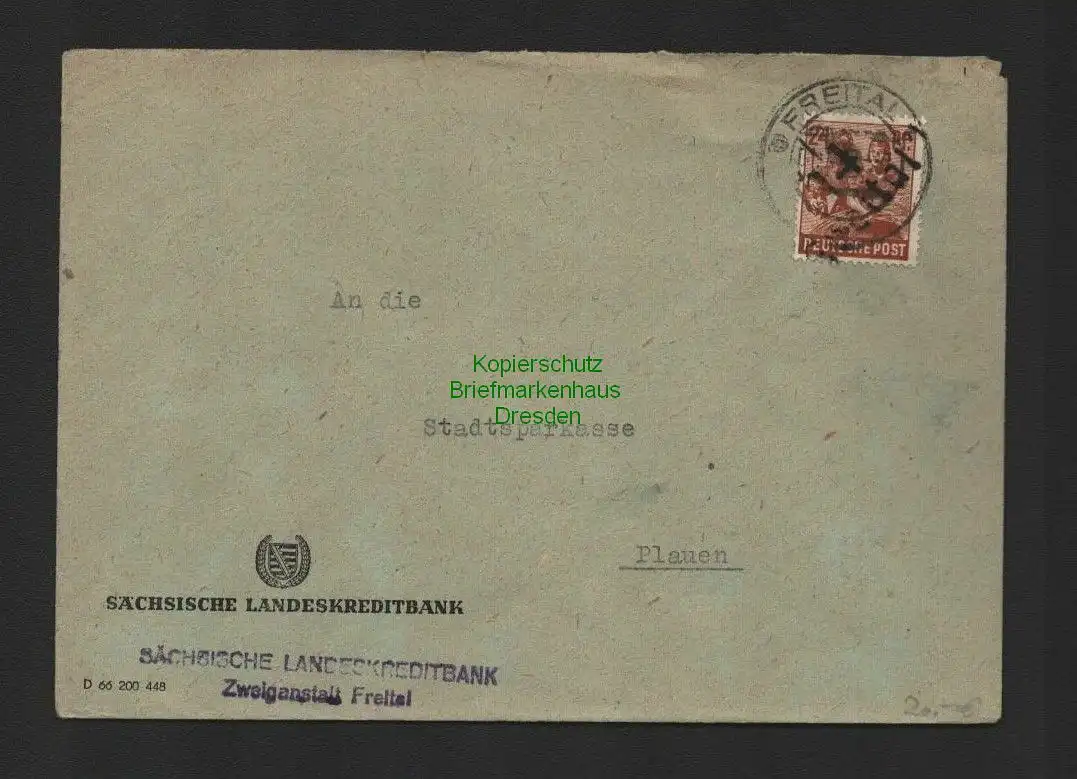 FREITAL
24
DEUTSCHE POST
An die
Kopierschutz
Briefmarkenhaus
Dresden
Stadtsparkasse
Plauen
SÄCHSISCHE LANDESKREDITBANK
SÄCHSISCHE LANDESKREDITBANK
Zweiganstalt Freital
D 66 200 448